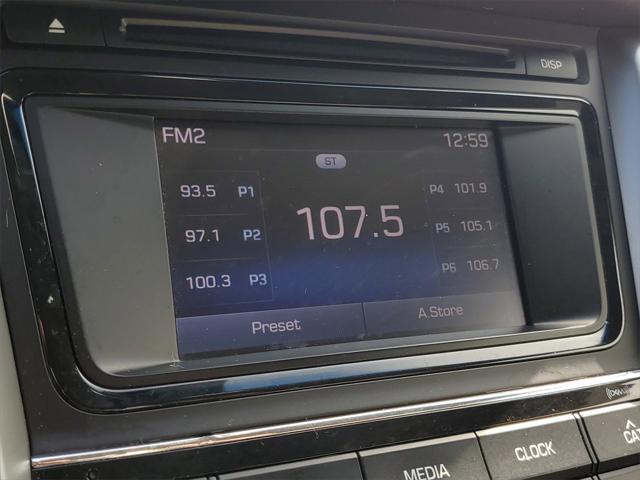 DISP
FM2 12:59
ST
93.5 P1
97.1 P2
100.3 P3
107.5
P4 101.9
P5 105.1
P6 106.7
Preset A.Store
MEDIA CLOCK